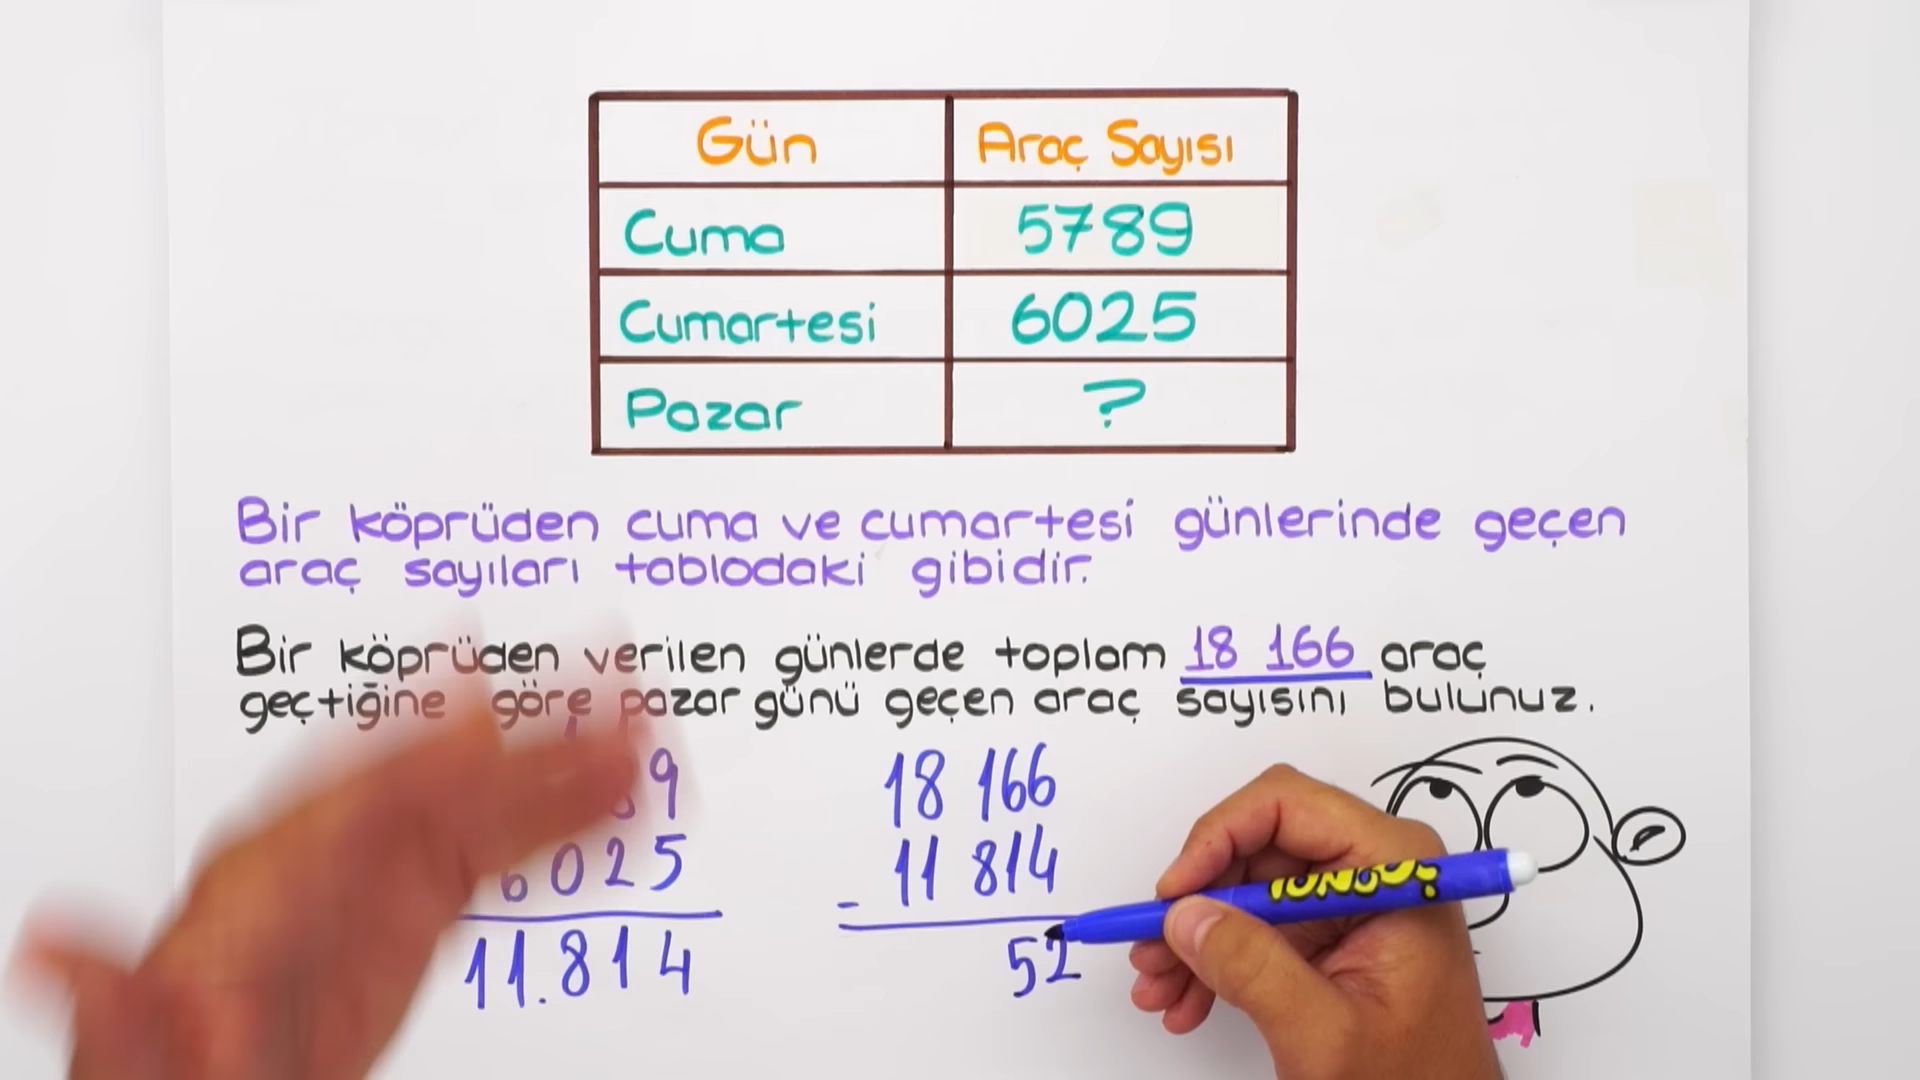 Gün Araç Sayısı
Cuma 5789
Cumartesi 6025
Pazar ?
Bir köprüden cuma ve cumartesi günlerinde geçen
araç sayıları tablodaki gibidir.
Bir köprüden verilen günlerde toplam 18 166 araç
geçtiğine göre pazar günü geçen araç sayısını bulunuz.
9
6025
11.814
18 166
- 11 814
52